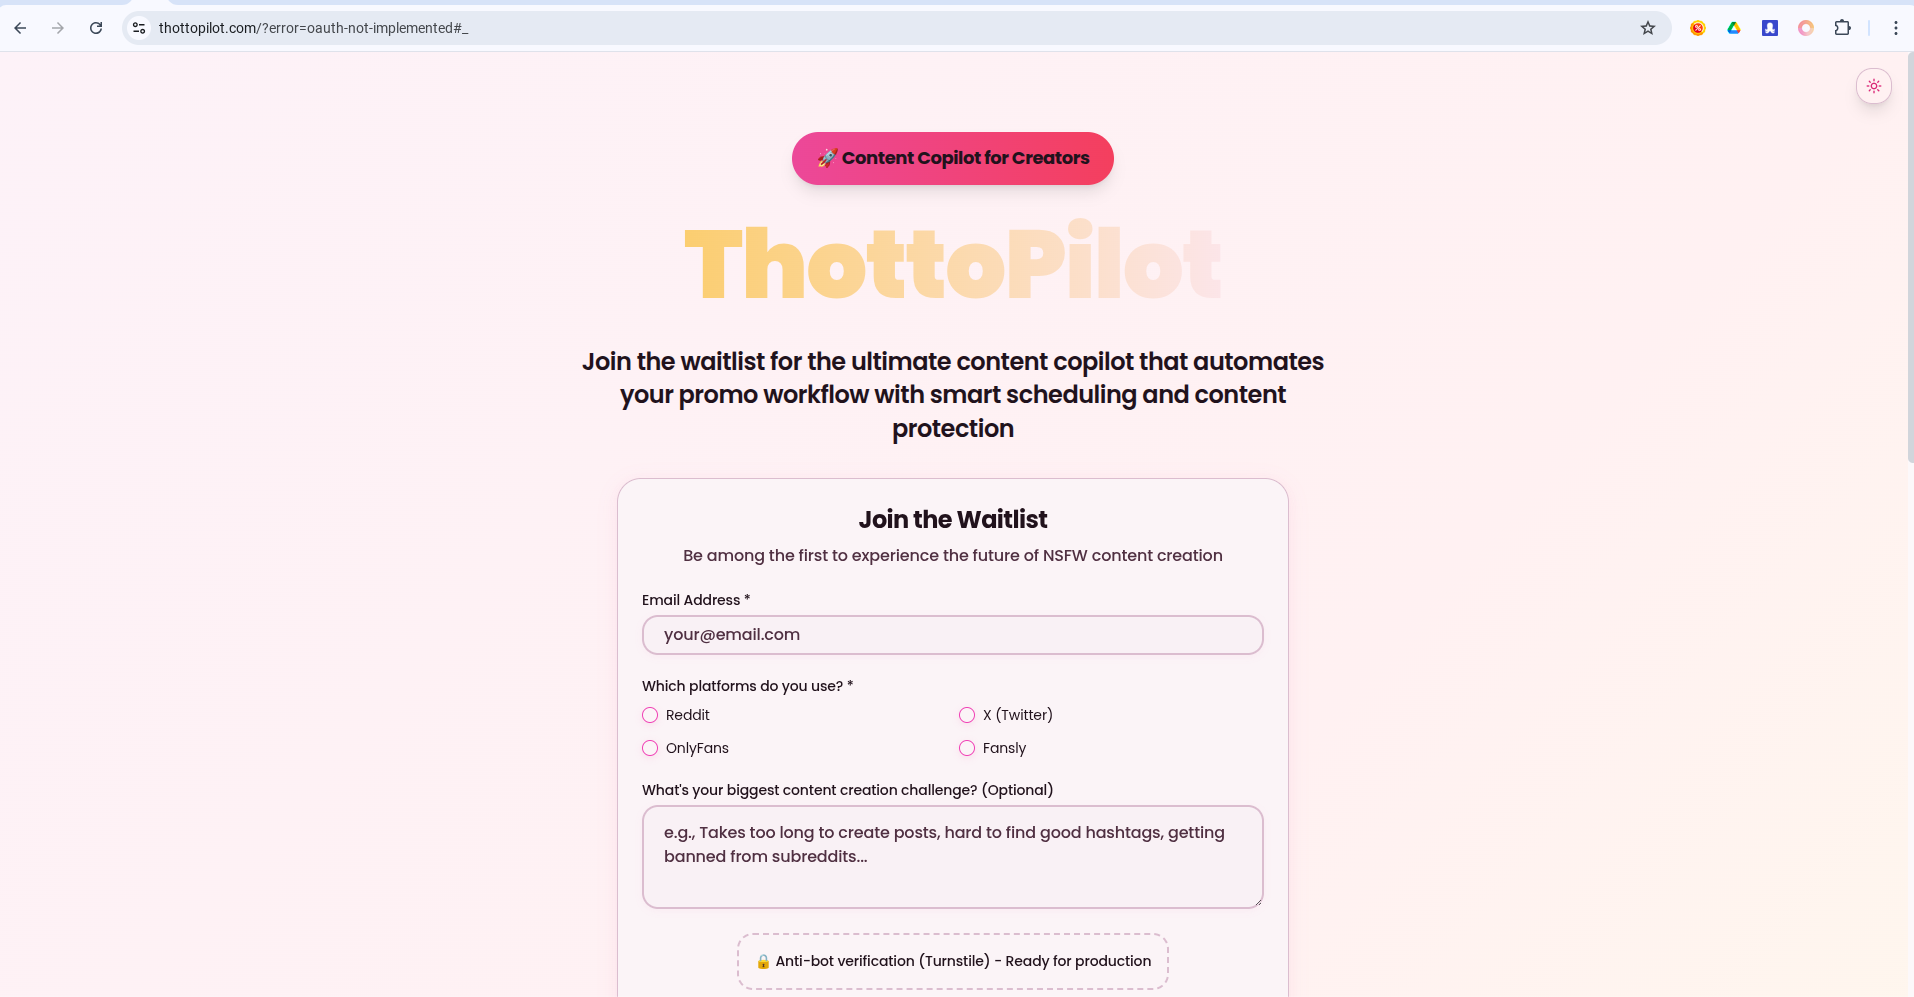 thottopilot.com/?error=oauth-not-implemented#_
🚀 Content Copilot for Creators
ThottoPilot
Join the waitlist for the ultimate content copilot that automates
your promo workflow with smart scheduling and content
protection
Join the Waitlist
Be among the first to experience the future of NSFW content creation
Email Address *
your@email.com
Which platforms do you use? *
Reddit
X (Twitter)
OnlyFans
Fansly
What's your biggest content creation challenge? (Optional)
e.g., Takes too long to create posts, hard to find good hashtags, getting
banned from subreddits...
🔒 Anti-bot verification (Turnstile) - Ready for production